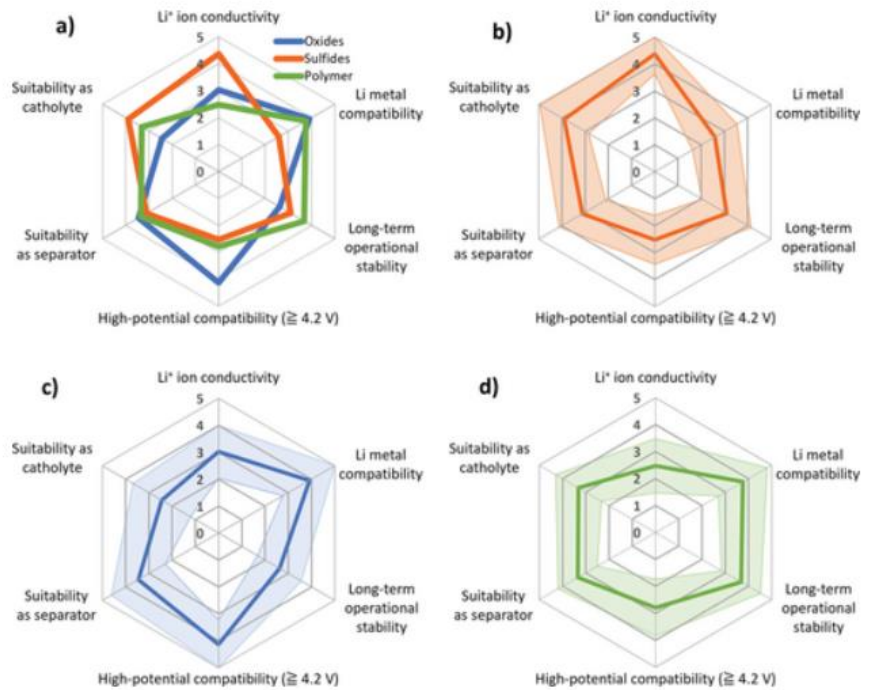 a)
Li⁺ ion conductivity
5
4
3
2
1
0
Oxides
Sulfides
Polymer
Suitability as
catholyte
Li metal
compatibility
Suitability
as separator
Long-term
operational
stability
High-potential compatibility (≧ 4.2 V)
b)
Li⁺ ion conductivity
5
4
3
2
1
0
Suitability as
catholyte
Li metal
compatibility
Suitability
as separator
Long-term
operational
stability
High-potential compatibility (≧ 4.2 V)
c)
Li⁺ ion conductivity
5
4
3
2
1
0
Suitability as
catholyte
Li metal
compatibility
Suitability
as separator
Long-term
operational
stability
High-potential compatibility (≧ 4.2 V)
d)
Li⁺ ion conductivity
5
4
3
2
1
0
Suitability as
catholyte
Li metal
compatibility
Suitability
as separator
Long-term
operational
stability
High-potential compatibility (≧ 4.2 V)